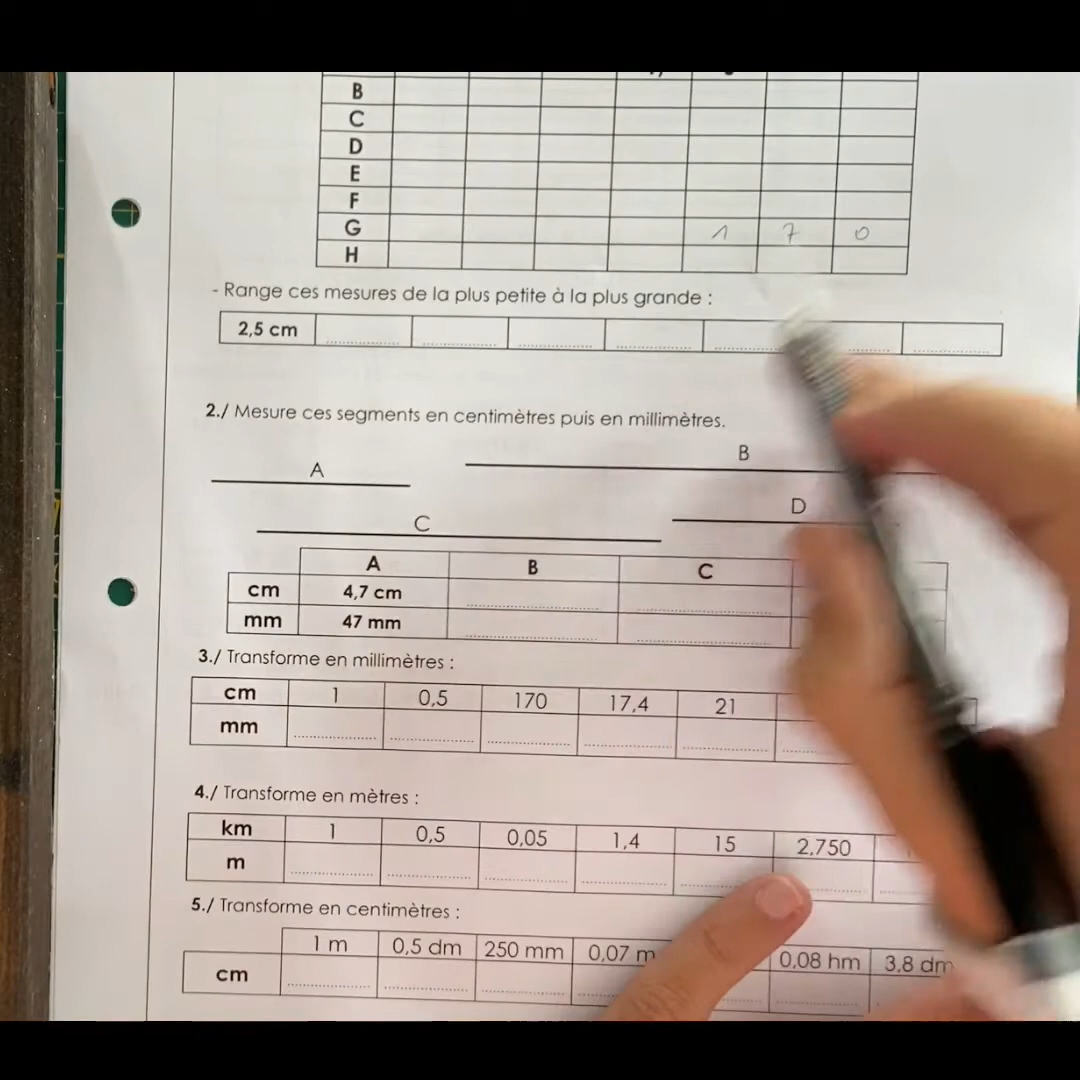 B
C
D
E
F
G 1 7 0
H
- Range ces mesures de la plus petite à la plus grande :
2,5 cm
2./ Mesure ces segments en centimètres puis en millimètres.
B
A
D
C
A B C
cm 4,7 cm
mm 47 mm
3./ Transforme en millimètres :
cm 1 0,5 170 17,4 21
mm
4./ Transforme en mètres :
km 1 0,5 0,05 1,4 15 2,750
m
5./ Transforme en centimètres :
1 m 0,5 dm 250 mm 0,07 m 0,08 hm 3,8 dm
cm